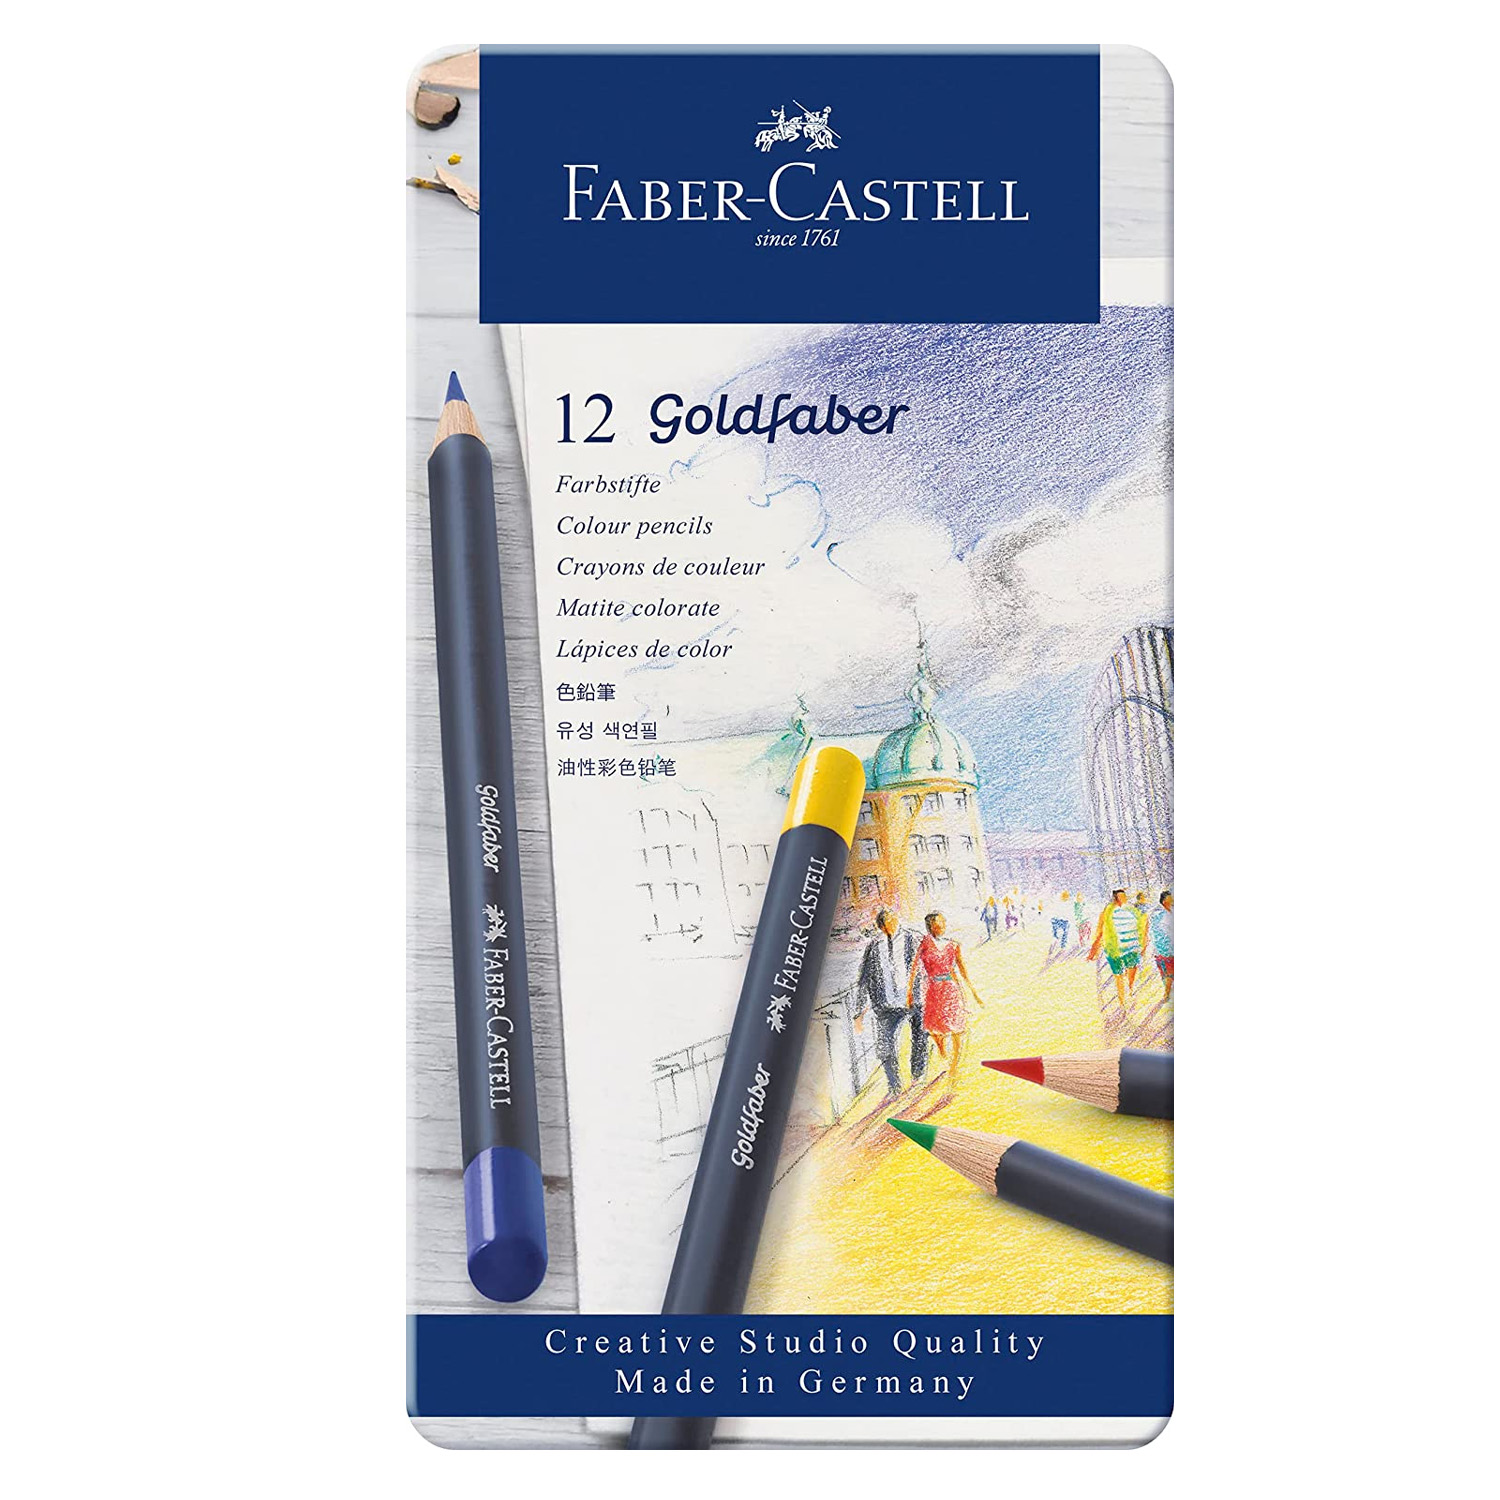 FABER-CASTELL
since 1761
12 Goldfaber
Farbstifte
Colour pencils
Crayons de couleur
Matite colorate
Lápices de color
色鉛筆
유성 색연필
油性彩色铅笔
Goldfaber FABER-CASTELL
Goldfaber FABER-CASTELL
Creative Studio Quality
Made in Germany